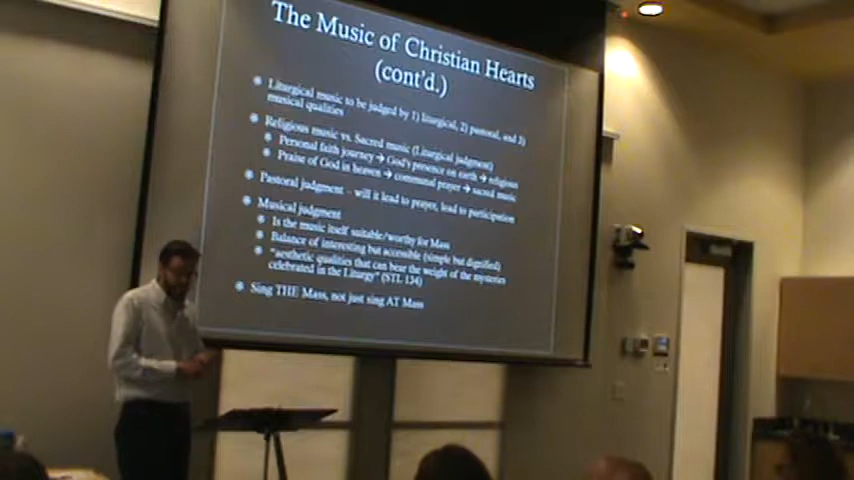 The Music of Christian Hearts
(cont'd.)
Liturgical music to be judged by 1) liturgical, 2) pastoral, and 3)
musical qualities
Religious music vs. Sacred music (Liturgical judgment)
Personal faith journey → God's presence on earth → religious
Praise of God in heaven → communal prayer → sacred music
Pastoral judgment – will it lead to prayer, lead to participation
Musical judgment
Is the music itself suitable/worthy for Mass
Balance of interesting but accessible (simple but dignified)
"aesthetic qualities that can bear the weight of the mysteries
celebrated in the Liturgy" (STL 134)
Sing THE Mass, not just sing AT Mass